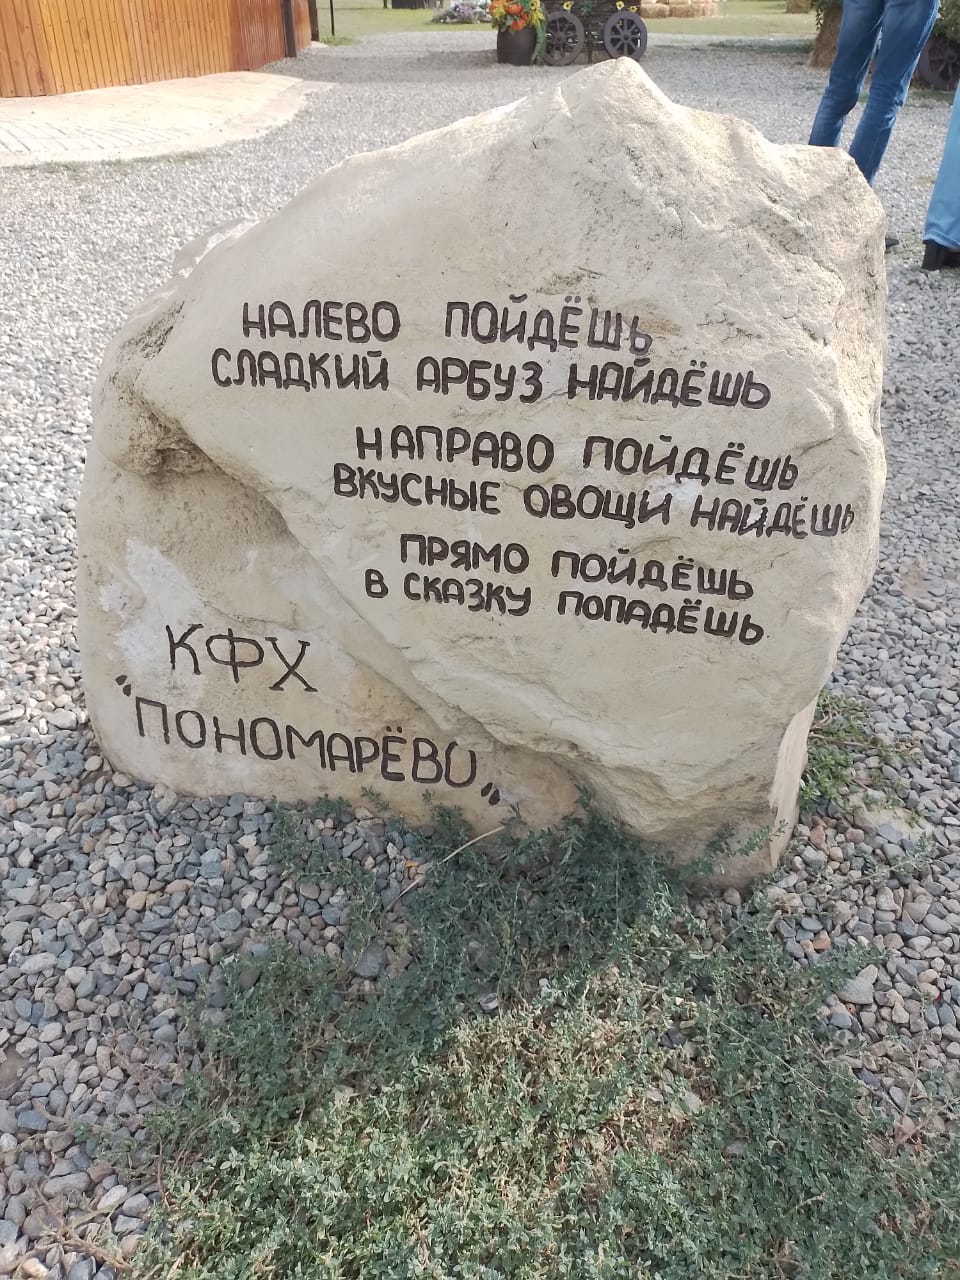 НАЛЕВО ПОЙДЁШЬ
СЛАДКИЙ АРБУЗ НАЙДЁШЬ
НАПРАВО ПОЙДЁШЬ
ВКУСНЫЕ ОВОЩИ НАЙДЁШЬ
ПРЯМО ПОЙДЁШЬ
В СКАЗКУ ПОПАДЁШЬ
КФХ
"ПОНОМАРЁВО"